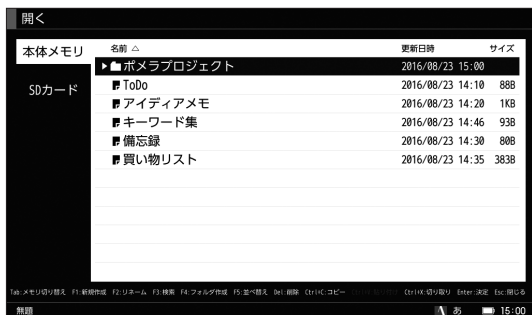 開く
本体メモリ
SDカード
名前 △ 更新日時 サイズ
ポメラプロジェクト 2016/08/23 15:00
ToDo 2016/08/23 14:10 88B
アイディアメモ 2016/08/23 14:20 1KB
キーワード集 2016/08/23 14:46 93B
備忘録 2016/08/23 14:30 80B
買い物リスト 2016/08/23 14:35 383B
Tab:メモリ切り替え F1:新規作成 F2:リネーム F3:検索 F4:フォルダ作成 F5:並べ替え Del:削除 Ctrl+C:コピー Ctrl+X:切り取り Enter:決定 Esc:閉じる
無題 A あ 15:00